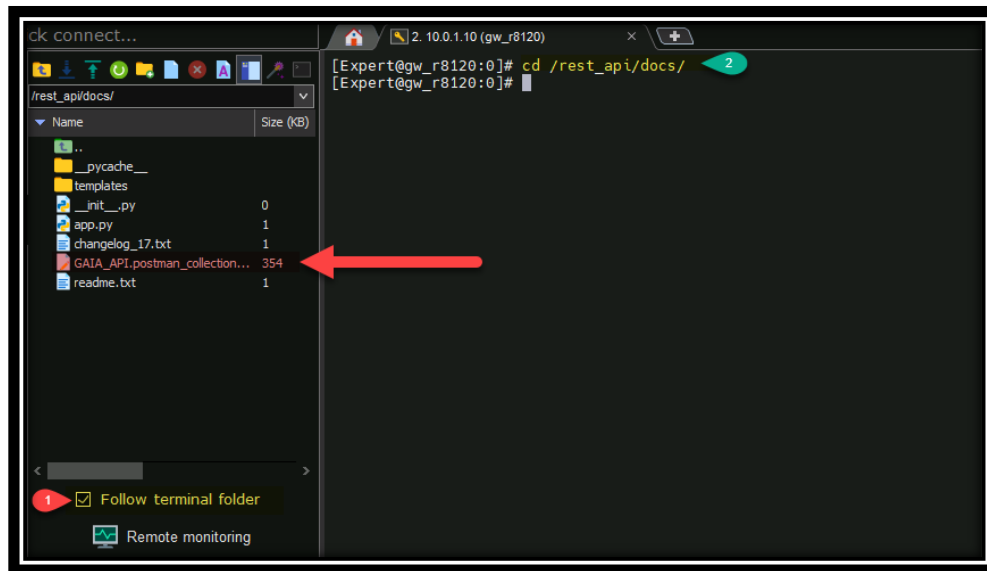 ck connect...
2. 10.0.1.10 (gw_r8120)
/rest_api/docs/
Name Size (KB)
..
__pycache__
templates
__init__.py 0
app.py 1
changelog_17.txt 1
GAIA_API.postman_collection... 354
readme.txt 1
1 Follow terminal folder
Remote monitoring
[Expert@gw_r8120:0]# cd /rest_api/docs/ 2
[Expert@gw_r8120:0]#